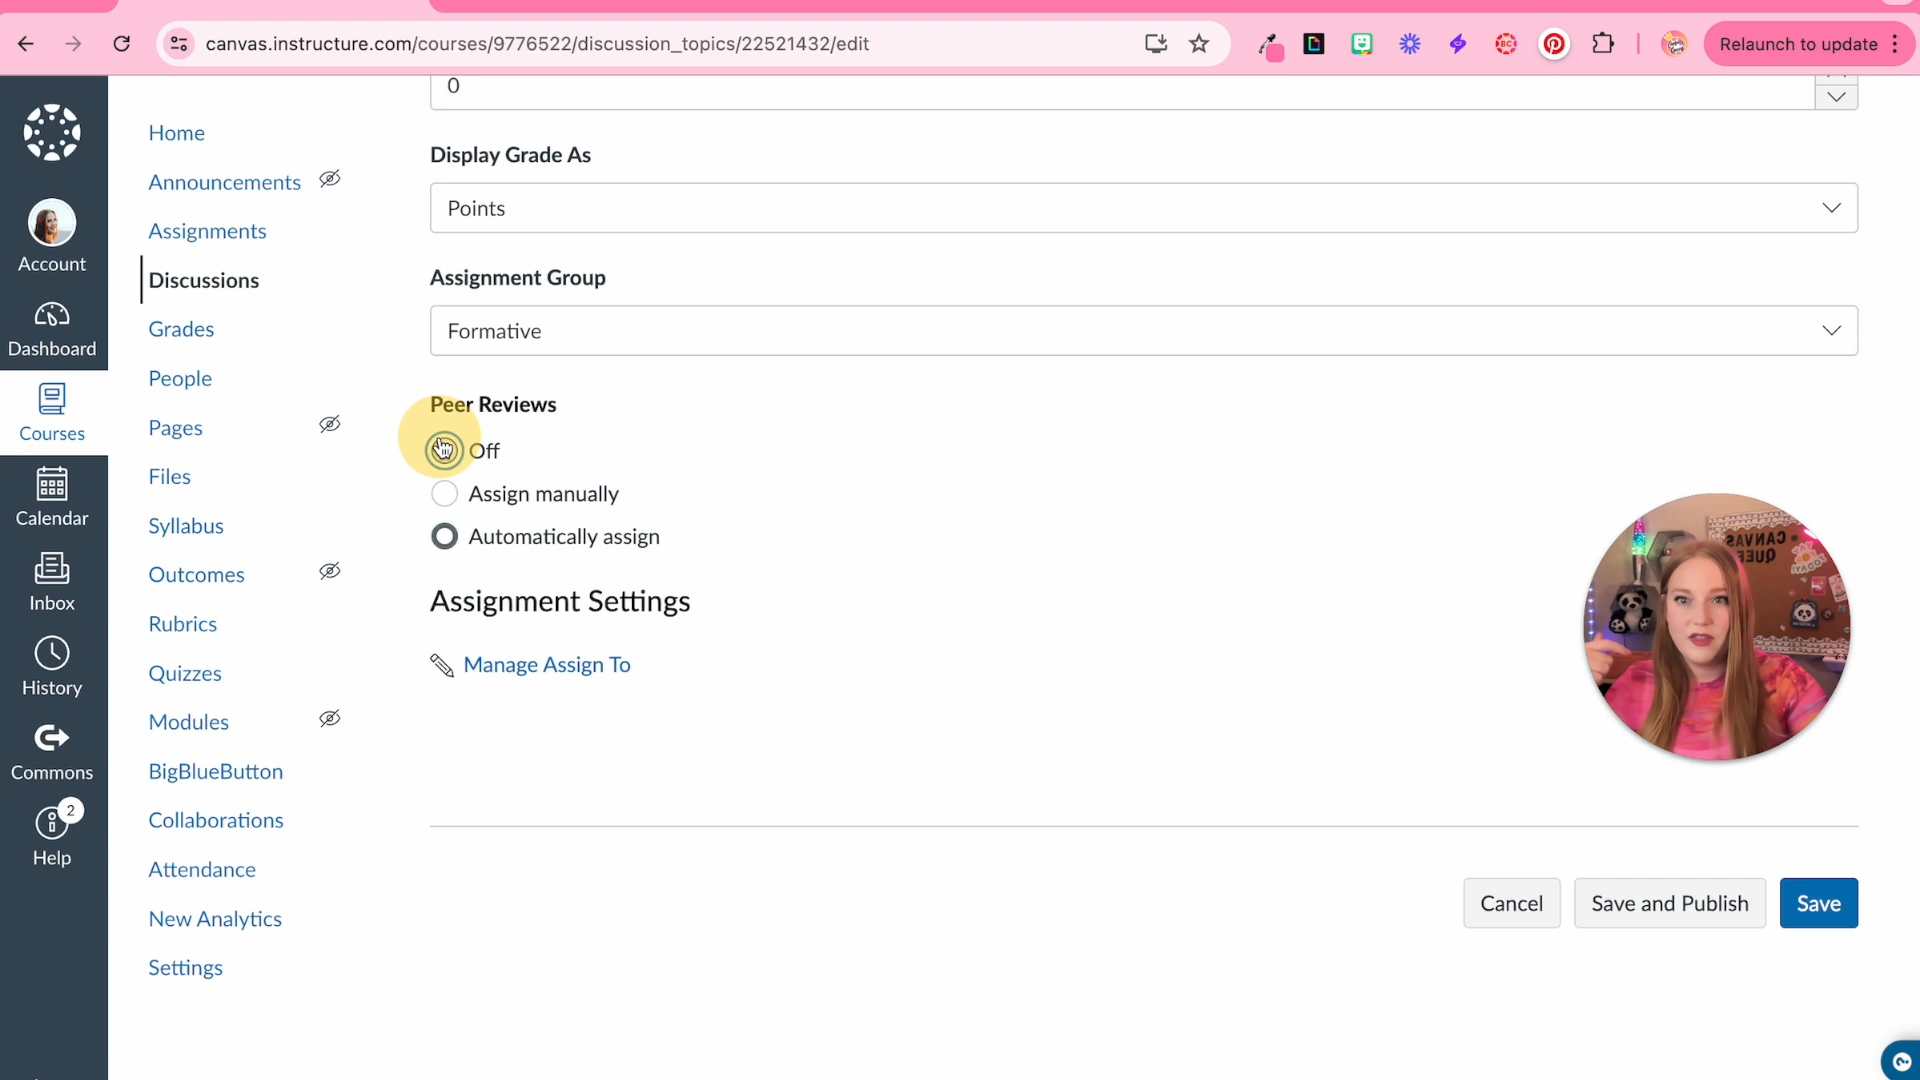 canvas.instructure.com/courses/9776522/discussion_topics/22521432/edit
BC
Relaunch to update
Account
Dashboard
Courses
Calendar
Inbox
History
Commons
2
Help
Home
Announcements
Assignments
Discussions
Grades
People
Pages
Files
Syllabus
Outcomes
Rubrics
Quizzes
Modules
BigBlueButton
Collaborations
Attendance
New Analytics
Settings
0
Display Grade As
Points
Assignment Group
Formative
Peer Reviews
Off
Assign manually
Automatically assign
Assignment Settings
Manage Assign To
CANVAS
QUEEN
Cancel
Save and Publish
Save